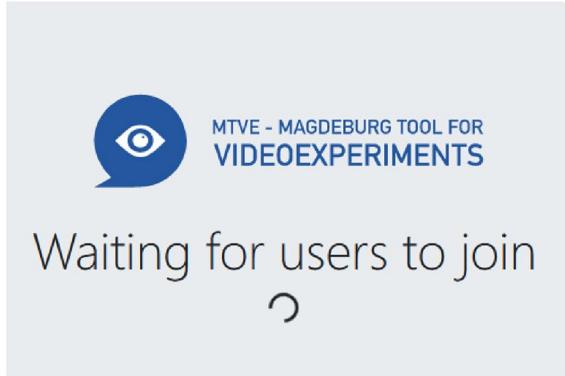 MTVE - MAGDEBURG TOOL FOR
VIDEOEXPERIMENTS
Waiting for users to join